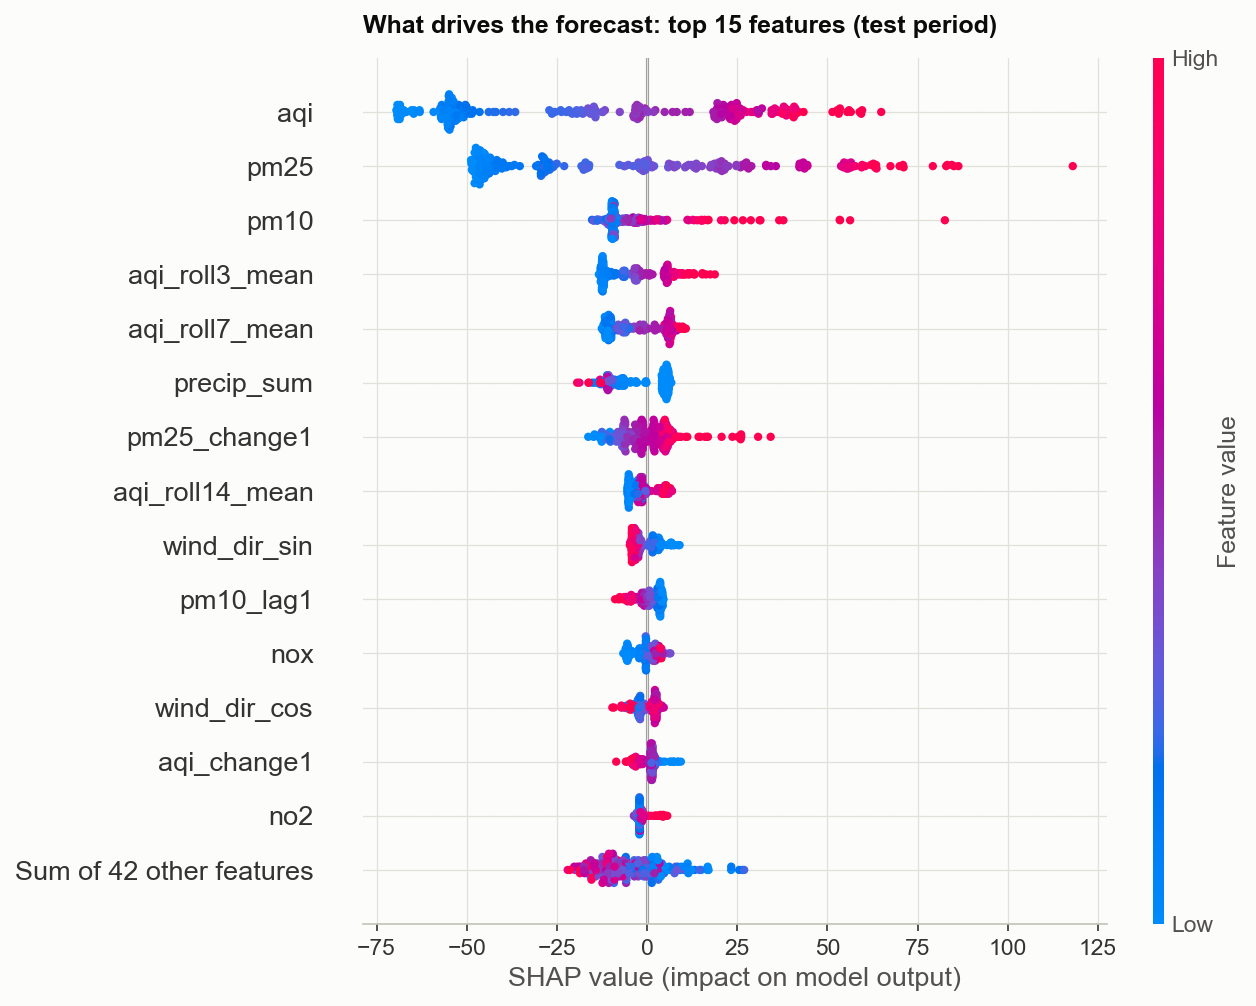 What drives the forecast: top 15 features (test period)
High
aqi
pm25
pm10
aqi_roll3_mean
aqi_roll7_mean
precip_sum
pm25_change1
aqi_roll14_mean
wind_dir_sin
pm10_lag1
nox
wind_dir_cos
aqi_change1
no2
Sum of 42 other features
Feature value
Low
−75 −50 −25 0 25 50 75 100 125
SHAP value (impact on model output)